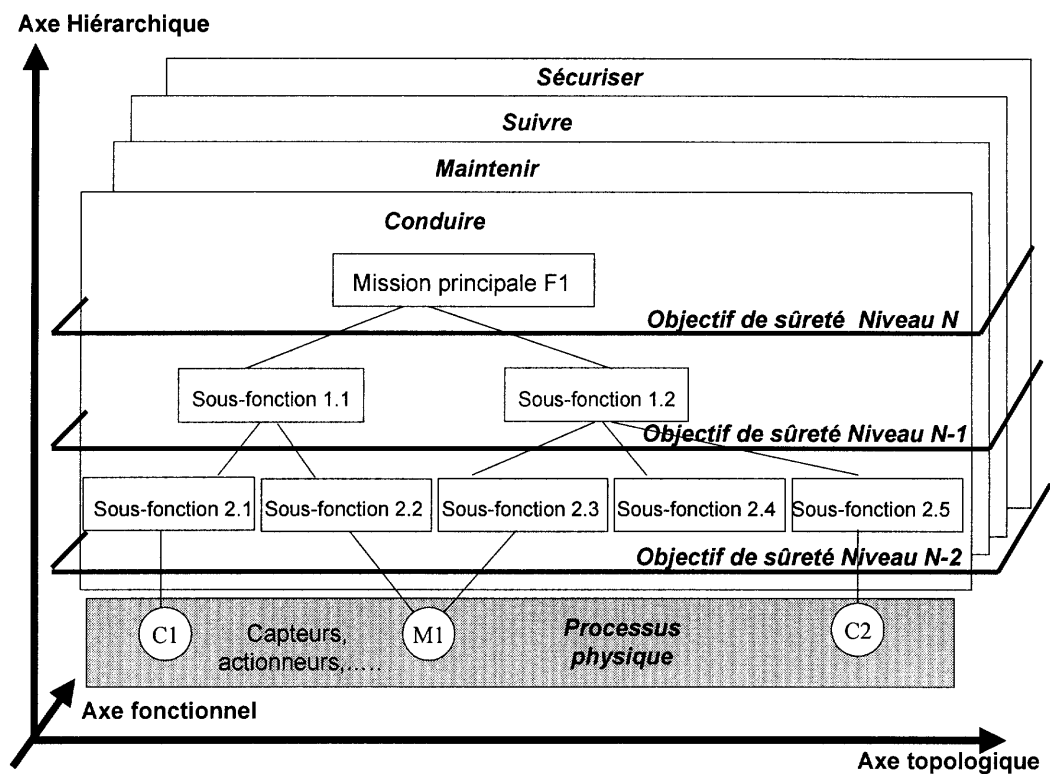 Axe Hiérarchique
Sécuriser
Suivre
Maintenir
Conduire
Mission principale F1
Objectif de sûreté Niveau N
Sous-fonction 1.1
Sous-fonction 1.2
Objectif de sûreté Niveau N-1
Sous-fonction 2.1
Sous-fonction 2.2
Sous-fonction 2.3
Sous-fonction 2.4
Sous-fonction 2.5
Objectif de sûreté Niveau N-2
C1
Capteurs,
actionneurs,.....
M1
Processus
physique
C2
Axe fonctionnel
Axe topologique